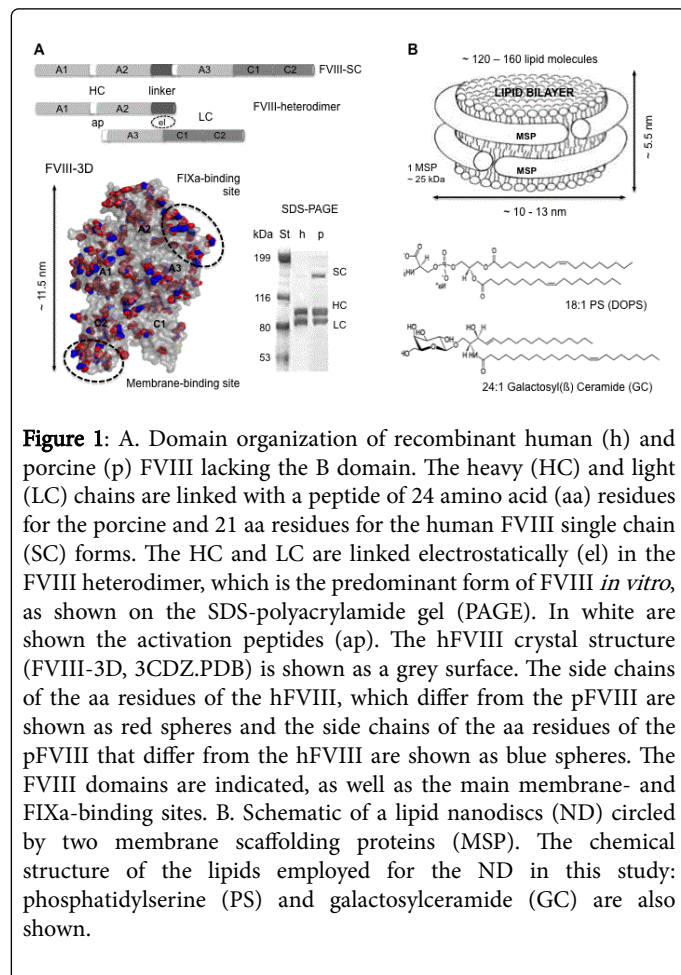 A
A1 A2 A3 C1 C2 FVIII-SC
HC linker
A1 A2 FVIII-heterodimer
ap el LC
A3 C1 C2
FVIII-3D
FIXa-binding
site
~ 11.5 nm
A2
A1 A3
C2 C1
Membrane-binding site
SDS-PAGE
kDa St h p
199
SC
116
HC
80 LC
53
B
~ 120 – 160 lipid molecules
LIPID BILAYER
MSP
MSP
1 MSP
~ 25 kDa
~ 5.5 nm
~ 10 - 13 nm
18:1 PS (DOPS)
24:1 Galactosyl(ß) Ceramide (GC)
Figure 1: A. Domain organization of recombinant human (h) and
porcine (p) FVIII lacking the B domain. The heavy (HC) and light
(LC) chains are linked with a peptide of 24 amino acid (aa) residues
for the porcine and 21 aa residues for the human FVIII single chain
(SC) forms. The HC and LC are linked electrostatically (el) in the
FVIII heterodimer, which is the predominant form of FVIII in vitro,
as shown on the SDS-polyacrylamide gel (PAGE). In white are
shown the activation peptides (ap). The hFVIII crystal structure
(FVIII-3D, 3CDZ.PDB) is shown as a grey surface. The side chains
of the aa residues of the hFVIII, which differ from the pFVIII are
shown as red spheres and the side chains of the aa residues of the
pFVIII that differ from the hFVIII are shown as blue spheres. The
FVIII domains are indicated, as well as the main membrane- and
FIXa-binding sites. B. Schematic of a lipid nanodiscs (ND) circled
by two membrane scaffolding proteins (MSP). The chemical
structure of the lipids employed for the ND in this study:
phosphatidylserine (PS) and galactosylceramide (GC) are also
shown.